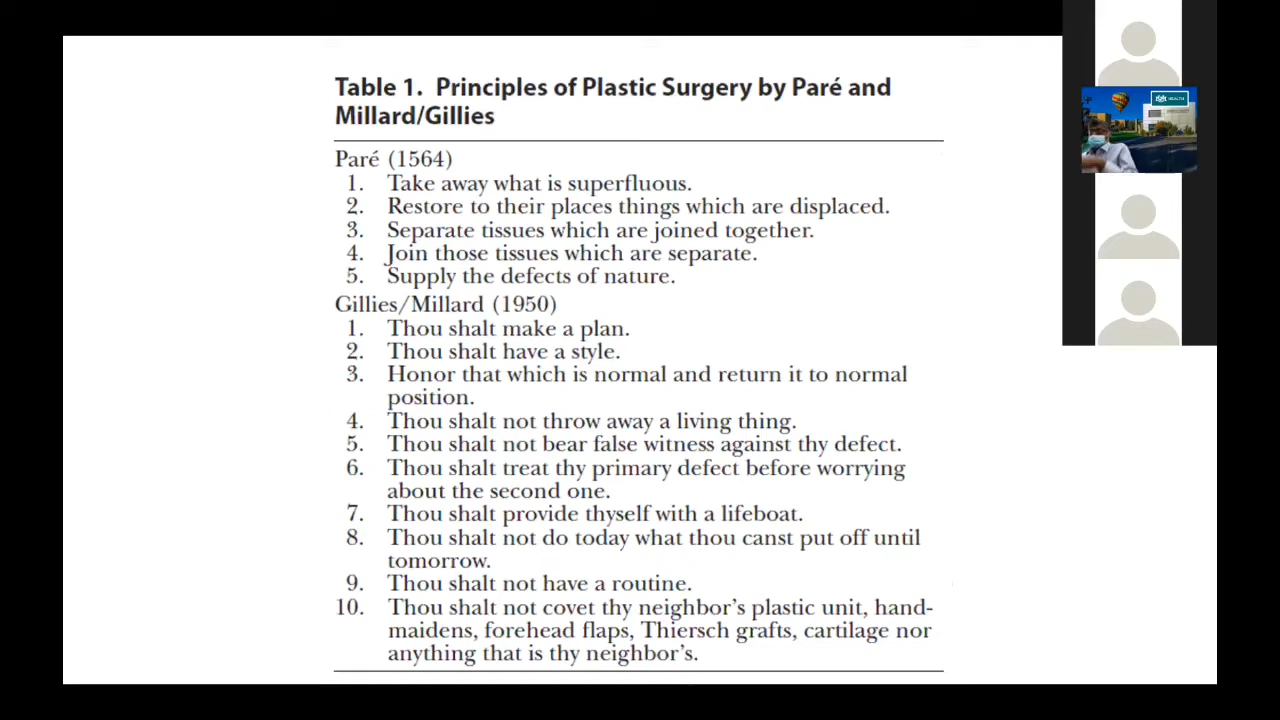 Table 1. Principles of Plastic Surgery by Paré and
Millard/Gillies
Paré (1564)
1. Take away what is superfluous.
2. Restore to their places things which are displaced.
3. Separate tissues which are joined together.
4. Join those tissues which are separate.
5. Supply the defects of nature.
Gillies/Millard (1950)
1. Thou shalt make a plan.
2. Thou shalt have a style.
3. Honor that which is normal and return it to normal
position.
4. Thou shalt not throw away a living thing.
5. Thou shalt not bear false witness against thy defect.
6. Thou shalt treat thy primary defect before worrying
about the second one.
7. Thou shalt provide thyself with a lifeboat.
8. Thou shalt not do today what thou canst put off until
tomorrow.
9. Thou shalt not have a routine.
10. Thou shalt not covet thy neighbor's plastic unit, hand-
maidens, forehead flaps, Thiersch grafts, cartilage nor
anything that is thy neighbor's.
HEALTH